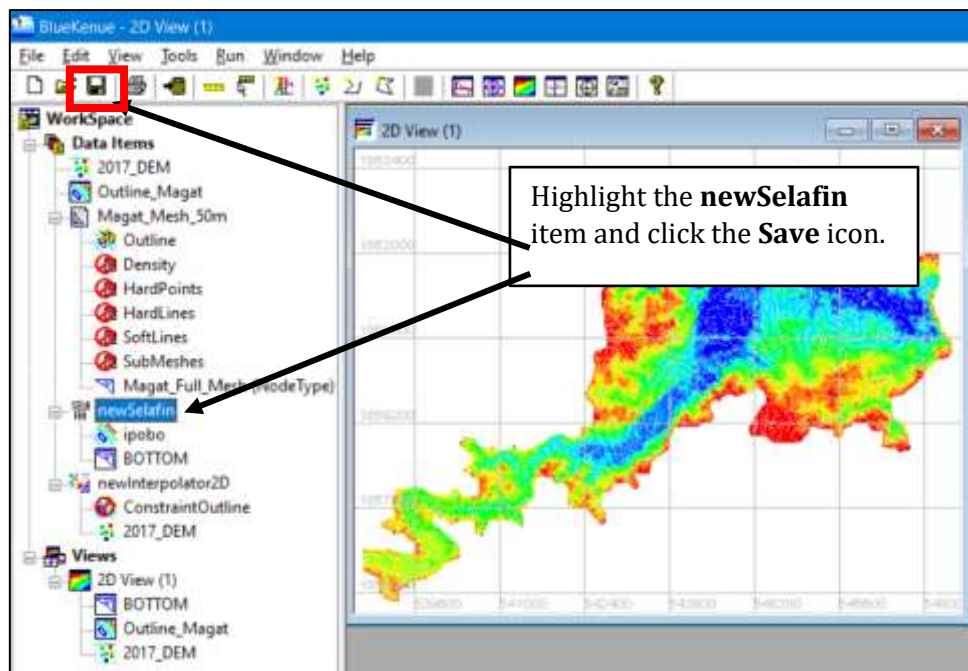 BlueKenue - 2D View (1)
File Edit View Tools Run Window Help
WorkSpace
Data Items
2017_DEM
Outline_Magat
Magat_Mesh_50m
Outline
Density
HardPoints
HardLines
SoftLines
SubMeshes
Magat_Full_Mesh (NodeType)
newSelafin
ipobo
BOTTOM
newInterpolator2D
ConstraintOutline
2017_DEM
Views
2D View (1)
BOTTOM
Outline_Magat
2017_DEM
2D View (1)
Highlight the newSelafin
item and click the Save icon.